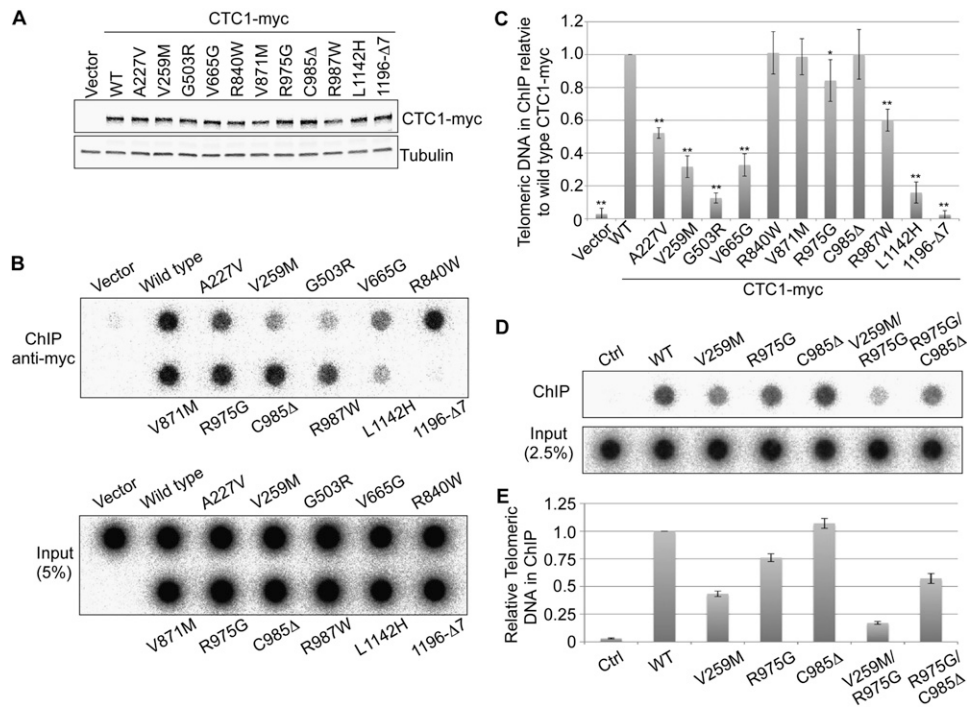 A
CTC1-myc
Vector
WT
A227V
V259M
G503R
V665G
R840W
V871M
R975G
C985Δ
R987W
L1142H
1196-Δ7
CTC1-myc
Tubulin
B
Vector
Wild type
A227V
V259M
G503R
V665G
R840W
ChIP
anti-myc
V871M
R975G
C985Δ
R987W
L1142H
1196-Δ7
Vector
Wild type
A227V
V259M
G503R
V665G
R840W
Input
(5%)
V871M
R975G
C985Δ
R987W
L1142H
1196-Δ7
C
Telomeric DNA in ChIP relatvie
to wild type CTC1-myc
1.2
1.0
0.8
0.6
0.4
0.2
0
**
**
**
**
**
*
**
**
**
Vector
WT
A227V
V259M
G503R
V665G
R840W
V871M
R975G
C985Δ
R987W
L1142H
1196-Δ7
CTC1-myc
D
Ctrl
WT
V259M
R975G
C985Δ
V259M/
R975G
R975G/
C985Δ
ChIP
Input
(2.5%)
E
Relative Telomeric
DNA in ChIP
1.25
1.0
0.75
0.5
0.25
0
Ctrl
WT
V259M
R975G
C985Δ
V259M/
R975G
R975G/
C985Δ